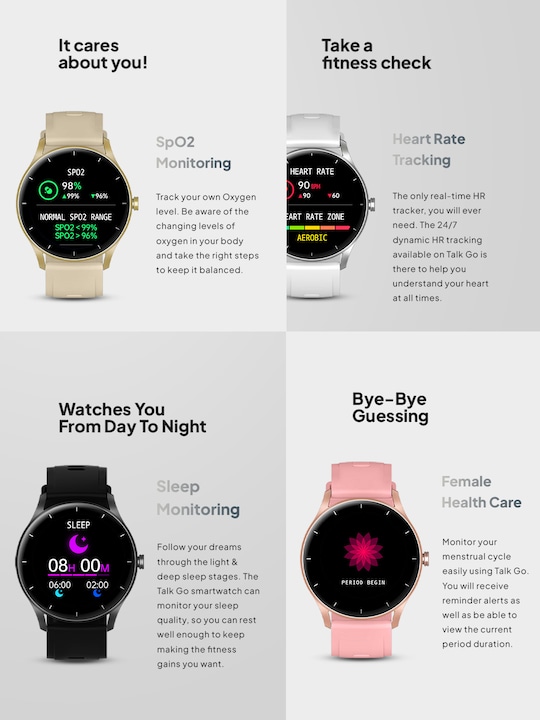 It cares
about you!
SpO2
Monitoring
SPO2
98%
▲99% ▼96%
NORMAL SPO2 RANGE
SPO2 < 99%
SPO2 > 96%
Track your own Oxygen
level. Be aware of the
changing levels of
oxygen in your body
and take the right steps
to keep it balanced.
Take a
fitness check
Heart Rate
Tracking
HEART RATE
90 BPM
▲90 ▼60
EART RATE ZONE
AEROBIC
The only real-time HR
tracker, you will ever
need. The 24/7
dynamic HR tracking
available on Talk Go is
there to help you
understand your heart
at all times.
Watches You
From Day To Night
Sleep
Monitoring
SLEEP
08H 00M
06:00 02:00
Follow your dreams
through the light &
deep sleep stages. The
Talk Go smartwatch can
monitor your sleep
quality, so you can rest
well enough to keep
making the fitness
gains you want.
Bye-Bye
Guessing
Female
Health Care
PERIOD BEGIN
Monitor your
menstrual cycle
easily using Talk Go.
You will receive
reminder alerts as
well as be able to
view the current
period duration.